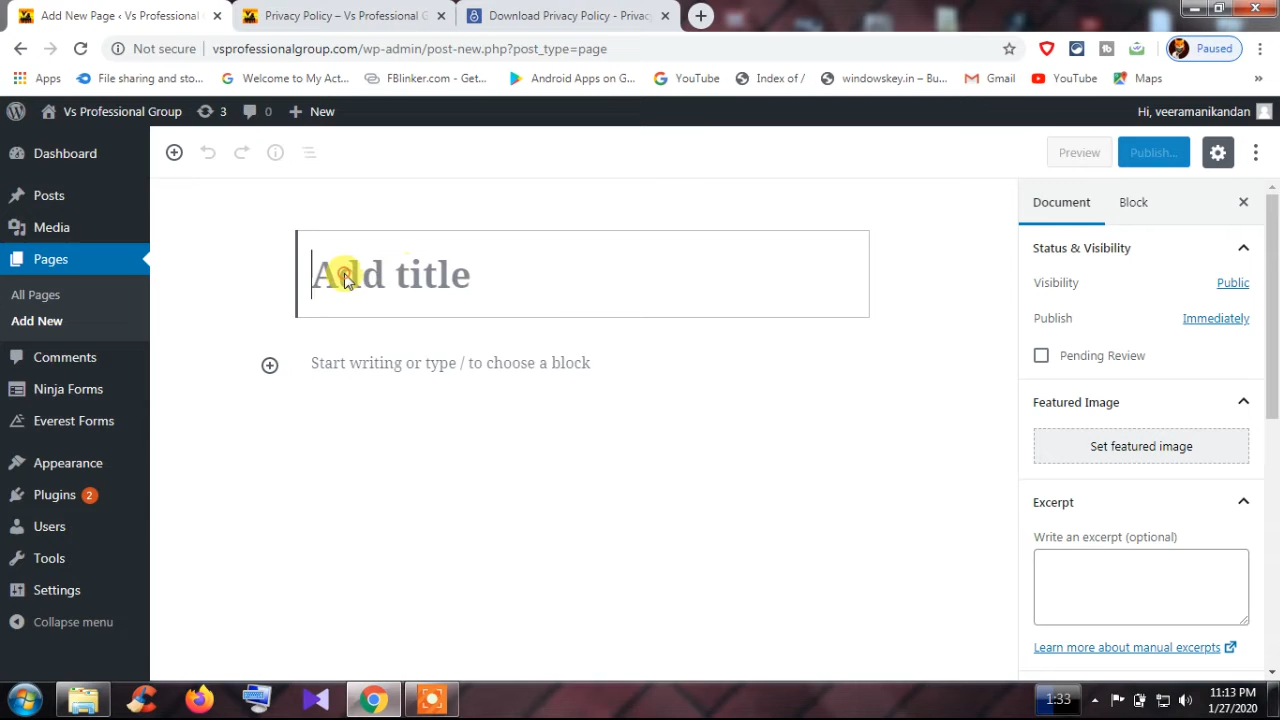 Add New Page ‹ Vs Professional G
Privacy Policy – Vs Professional G
Download Privacy Policy - Privac
Not secure
vsprofessionalgroup.com/wp-admin/post-new.php?post_type=page
Paused
Apps
File sharing and sto...
Welcome to My Act...
FBlinker.com - Get...
Android Apps on G...
YouTube
Index of /
windowskey.in – Bu...
Gmail
YouTube
Maps
»
Vs Professional Group
3
0
New
Hi, veeramanikandan
Dashboard
Posts
Media
Pages
All Pages
Add New
Comments
Ninja Forms
Everest Forms
Appearance
Plugins 2
Users
Tools
Settings
Collapse menu
Preview
Publish...
Add title
Start writing or type / to choose a block
Document
Block
Status & Visibility
Visibility
Public
Publish
Immediately
Pending Review
Featured Image
Set featured image
Excerpt
Write an excerpt (optional)
Learn more about manual excerpts
1:33
11:13 PM
1/27/2020